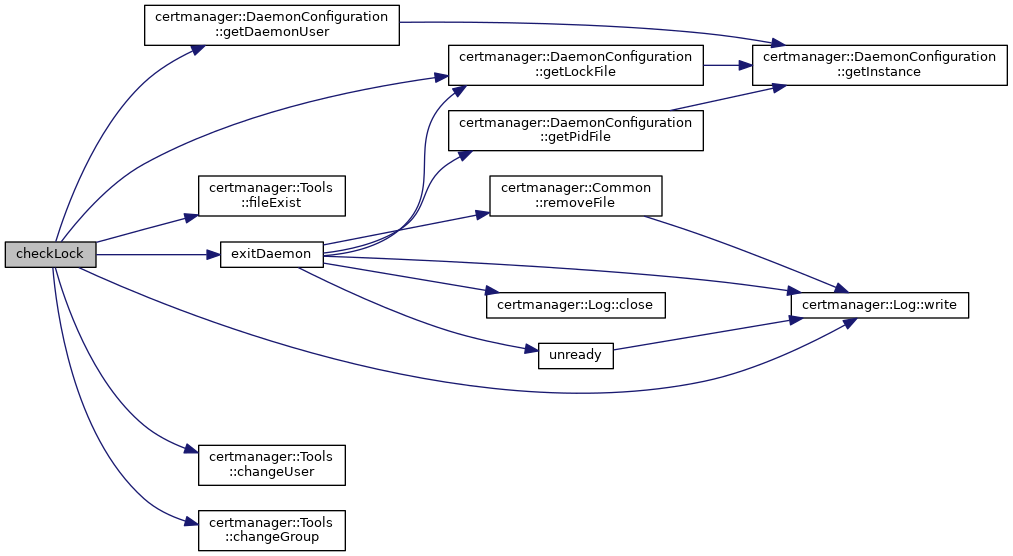 certmanager::DaemonConfiguration
::getDaemonUser
certmanager::DaemonConfiguration
::getLockFile
certmanager::DaemonConfiguration
::getInstance
certmanager::DaemonConfiguration
::getPidFile
certmanager::Tools
::fileExist
certmanager::Common
::removeFile
checkLock
exitDaemon
certmanager::Log::close
certmanager::Log::write
unready
certmanager::Tools
::changeUser
certmanager::Tools
::changeGroup